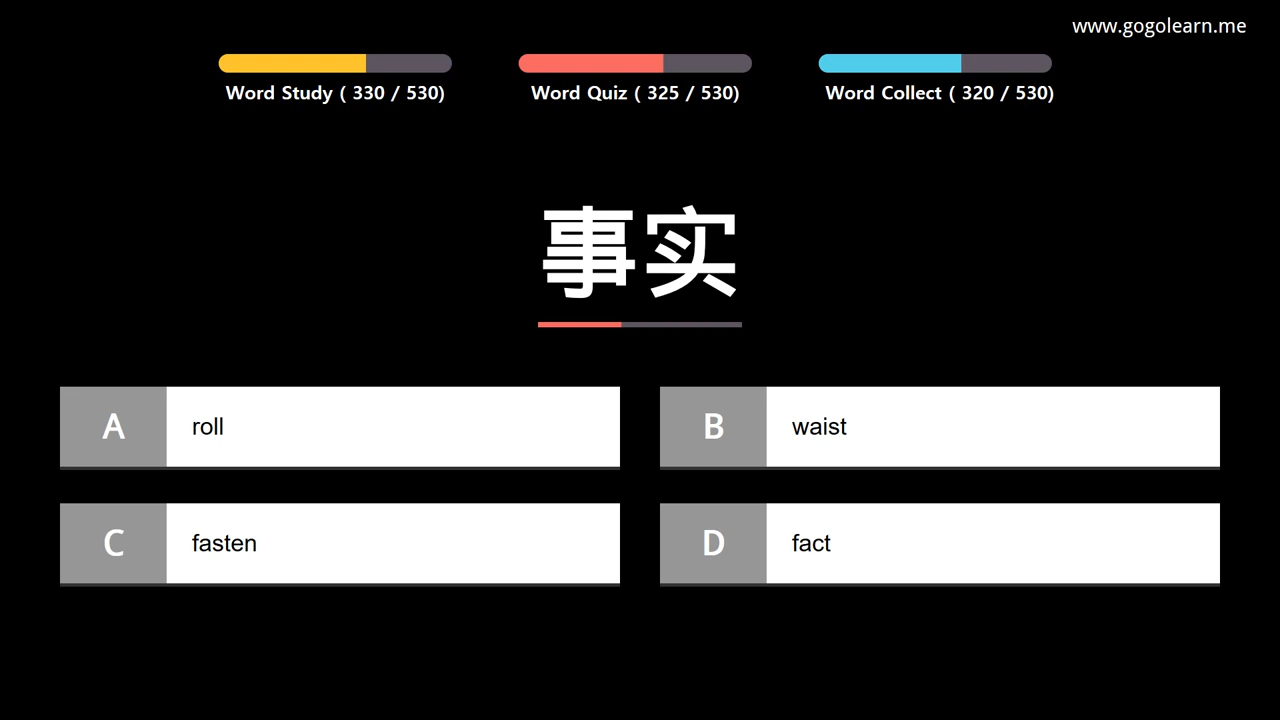 www.gogolearn.me
Word Study ( 330 / 530)
Word Quiz ( 325 / 530)
Word Collect ( 320 / 530)
事实
A roll
B waist
C fasten
D fact